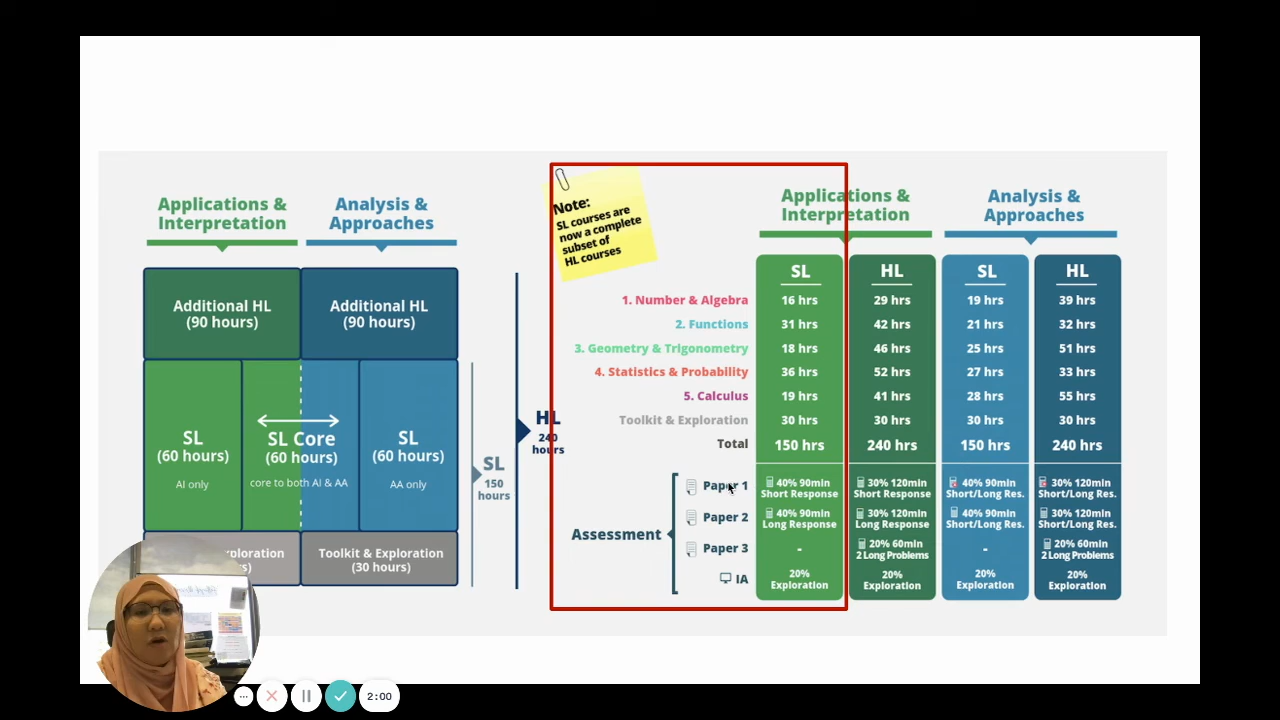 Applications &
Interpretation
Analysis &
Approaches
Additional HL
(90 hours)
Additional HL
(90 hours)
SL
(60 hours)
AI only
SL Core
(60 hours)
core to both AI & AA
SL
(60 hours)
AA only
Toolkit & Exploration
(30 hours)
SL
150
hours
HL
240
hours
Note:
SL courses are
now a complete
subset of
HL courses
Applications &
Interpretation
Analysis &
Approaches
SL HL SL HL
1. Number & Algebra 16 hrs 29 hrs 19 hrs 39 hrs
2. Functions 31 hrs 42 hrs 21 hrs 32 hrs
3. Geometry & Trigonometry 18 hrs 46 hrs 25 hrs 51 hrs
4. Statistics & Probability 36 hrs 52 hrs 27 hrs 33 hrs
5. Calculus 19 hrs 41 hrs 28 hrs 55 hrs
Toolkit & Exploration 30 hrs 30 hrs 30 hrs 30 hrs
Total 150 hrs 240 hrs 150 hrs 240 hrs
Assessment
Paper 1 40% 90min 30% 120min 40% 90min 30% 120min
Short Response Short Response Short/Long Res. Short/Long Res.
Paper 2 40% 90min 30% 120min 40% 90min 30% 120min
Long Response Long Response Short/Long Res. Short/Long Res.
Paper 3 - 20% 60min - 20% 60min
2 Long Problems 2 Long Problems
IA 20% 20% 20% 20%
Exploration Exploration Exploration Exploration
2:00